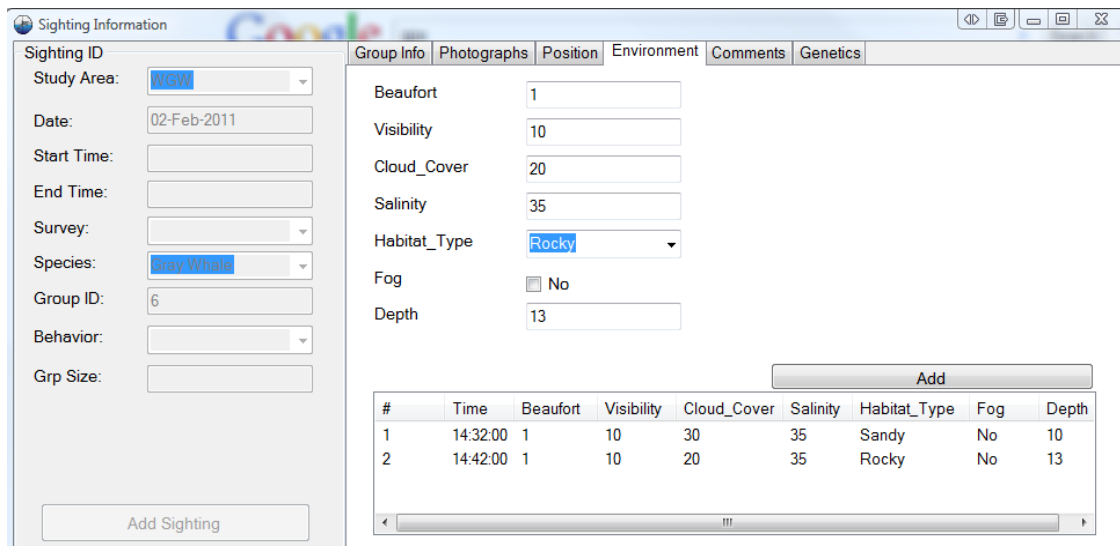 Sighting Information
Sighting ID
Study Area: WGW
Date: 02-Feb-2011
Start Time:
End Time:
Survey:
Species: Gray Whale
Group ID: 6
Behavior:
Grp Size:
Add Sighting
Group Info Photographs Position Environment Comments Genetics
Beaufort 1
Visibility 10
Cloud_Cover 20
Salinity 35
Habitat_Type Rocky
Fog No
Depth 13
Add
# Time Beaufort Visibility Cloud_Cover Salinity Habitat_Type Fog Depth
1 14:32:00 1 10 30 35 Sandy No 10
2 14:42:00 1 10 20 35 Rocky No 13